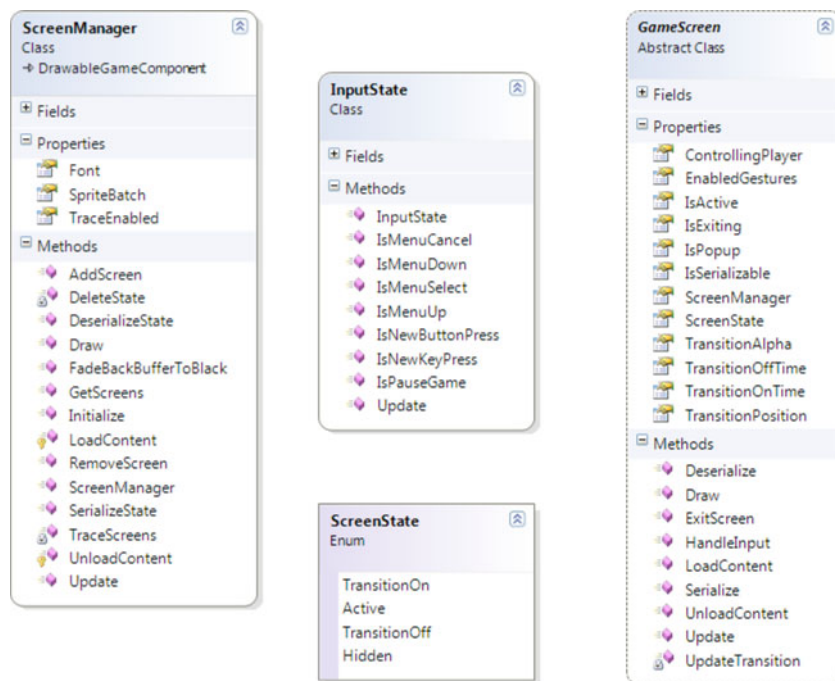 ScreenManager
Class
DrawableGameComponent
Fields
Properties
Font
SpriteBatch
TraceEnabled
Methods
AddScreen
DeleteState
DeserializeState
Draw
FadeBackBufferToBlack
GetScreens
Initialize
LoadContent
RemoveScreen
ScreenManager
SerializeState
TraceScreens
UnloadContent
Update
InputState
Class
Fields
Methods
InputState
IsMenuCancel
IsMenuDown
IsMenuSelect
IsMenuUp
IsNewButtonPress
IsNewKeyPress
IsPauseGame
Update
ScreenState
Enum
TransitionOn
Active
TransitionOff
Hidden
GameScreen
Abstract Class
Fields
Properties
ControllingPlayer
EnabledGestures
IsActive
IsExiting
IsPopup
IsSerializable
ScreenManager
ScreenState
TransitionAlpha
TransitionOffTime
TransitionOnTime
TransitionPosition
Methods
Deserialize
Draw
ExitScreen
HandleInput
LoadContent
Serialize
UnloadContent
Update
UpdateTransition